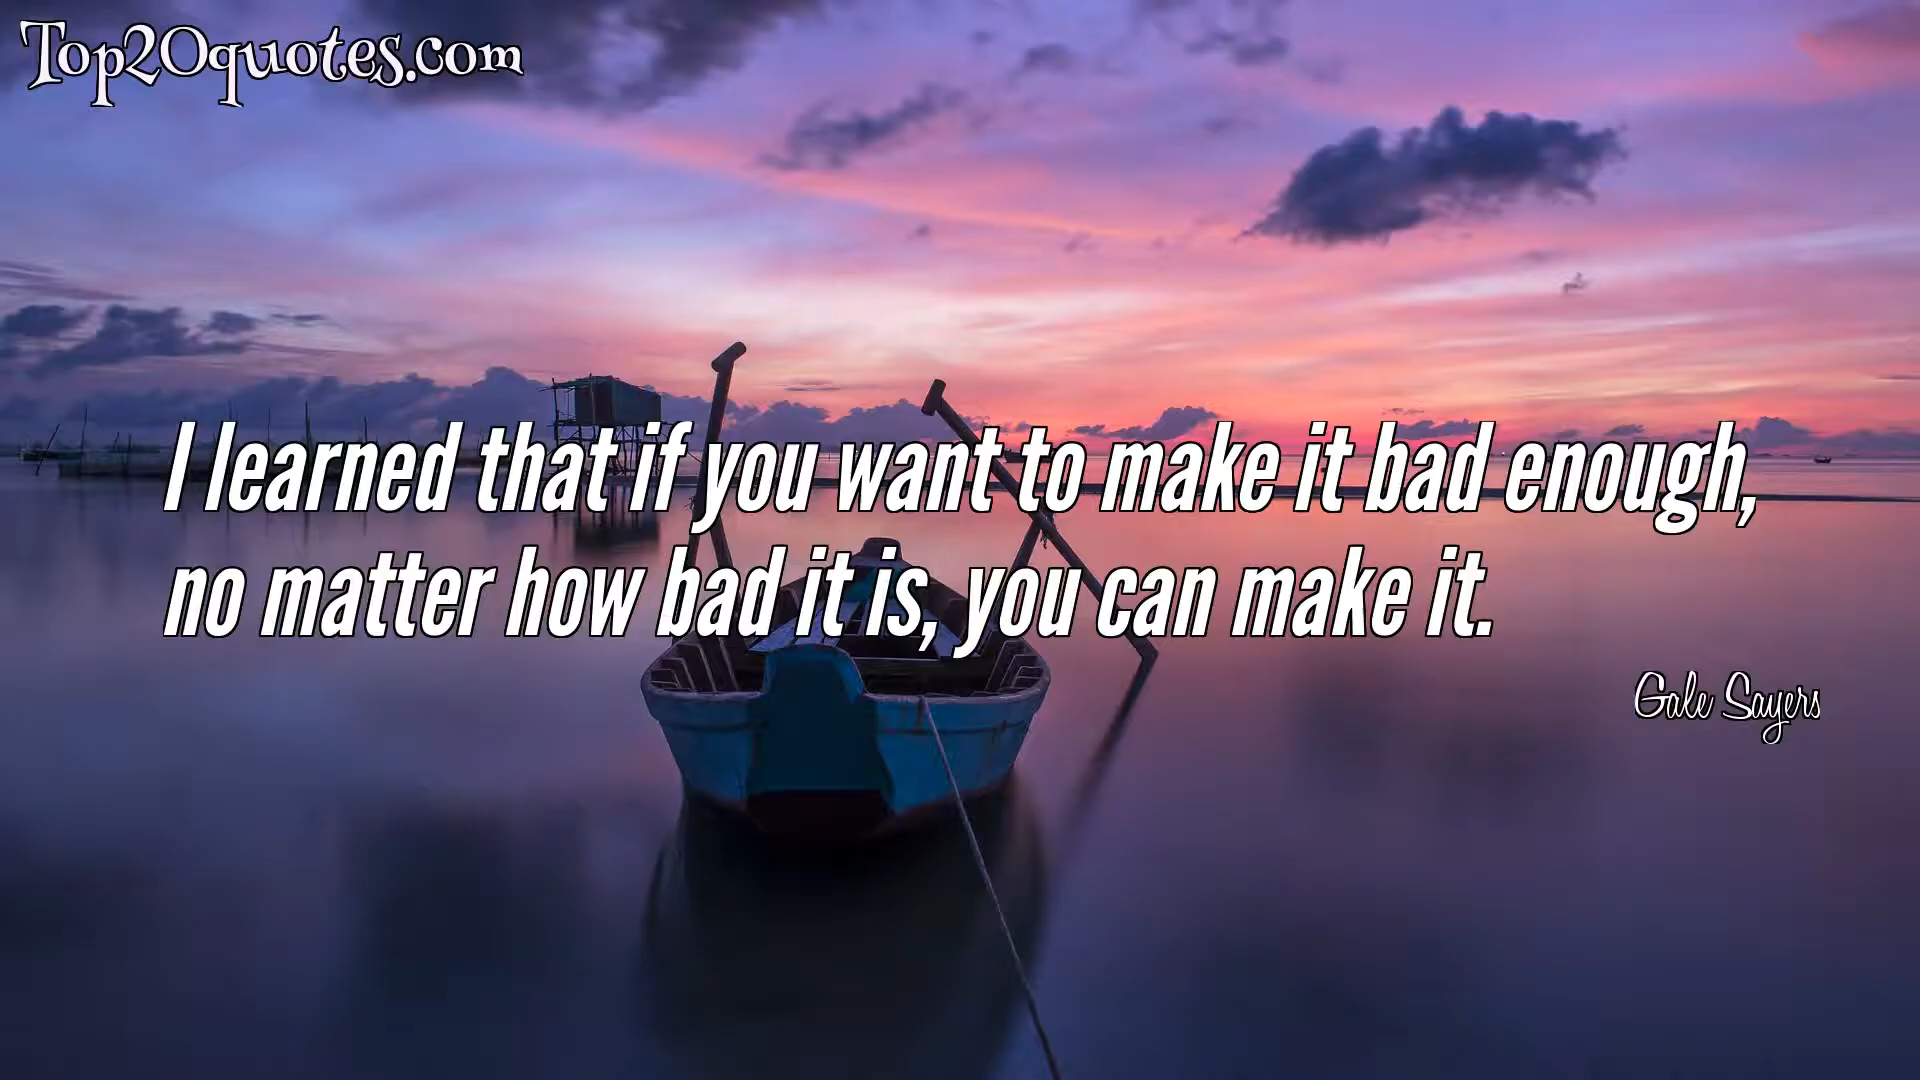 Top20quotes.com
I learned that if you want to make it bad enough,
no matter how bad it is, you can make it.
Gale Sayers